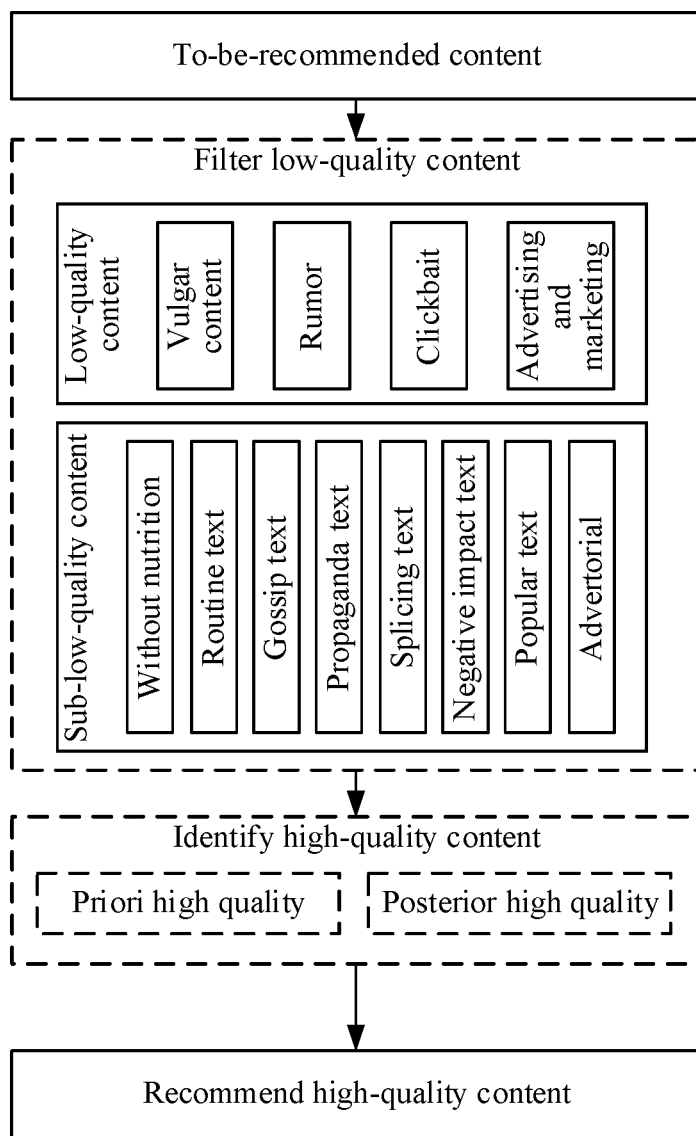 To-be-recommended content
Filter low-quality content
Low-quality
content
Vulgar
content
Rumor
Clickbait
Advertising
and
marketing
Sub-low-quality content
Without nutrition
Routine text
Gossip text
Propaganda text
Splicing text
Negative impact text
Popular text
Advertorial
Identify high-quality content
Priori high quality
Posterior high quality
Recommend high-quality content